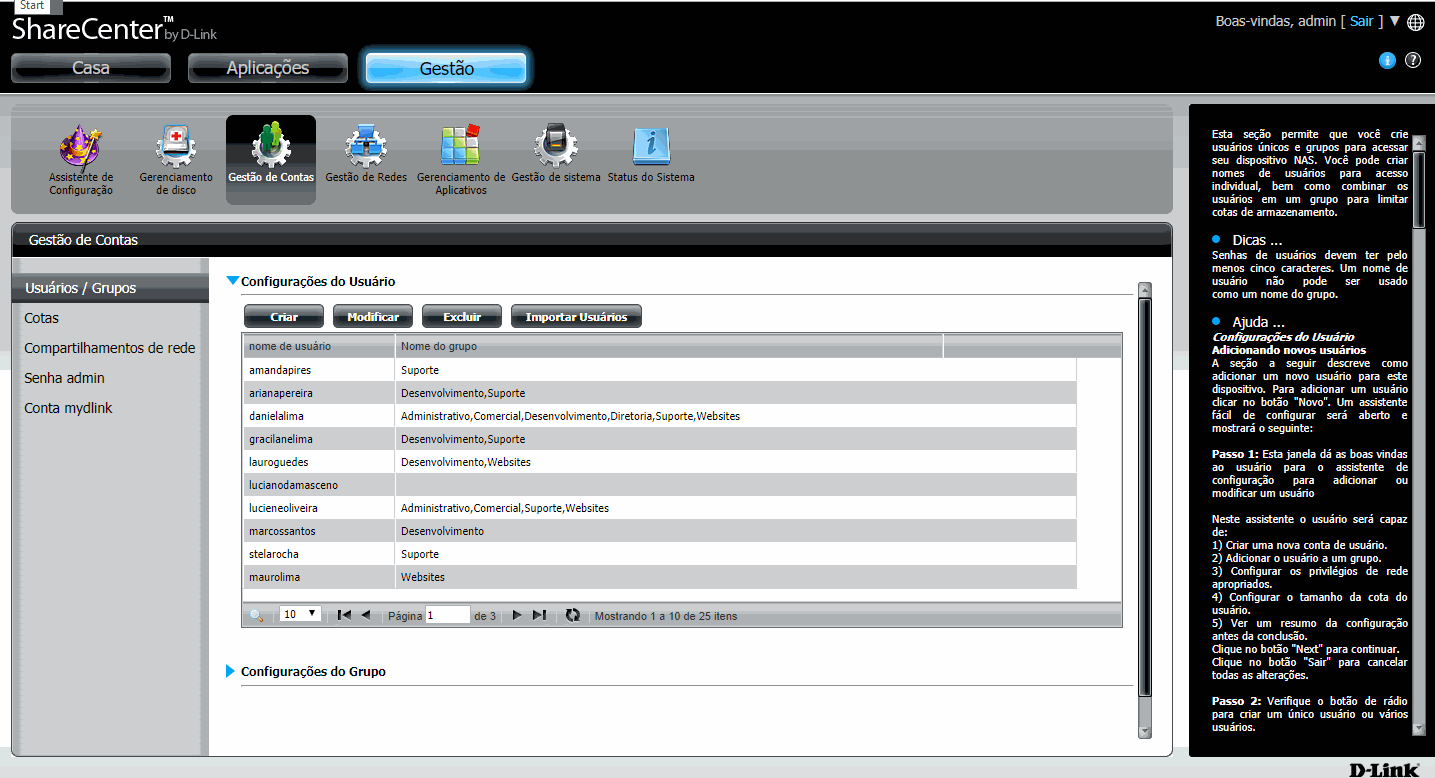 Start
ShareCenter™ by D-Link
Boas-vindas, admin [ Sair ] ▼
Casa
Aplicações
Gestão
Assistente de
Configuração
Gerenciamento
de disco
Gestão de Contas
Gestão de Redes
Gerenciamento de
Aplicativos
Gestão de sistema
Status do Sistema
Gestão de Contas
Usuários / Grupos
Cotas
Compartilhamentos de rede
Senha admin
Conta mydlink
Configurações do Usuário
Criar
Modificar
Excluir
Importar Usuários
nome de usuário Nome do grupo
amandapires Suporte
arianapereira Desenvolvimento,Suporte
danielalima Administrativo,Comercial,Desenvolvimento,Diretoria,Suporte,Websites
gracilanelima Desenvolvimento,Suporte
lauroguedes Desenvolvimento,Websites
lucianodamasceno
lucieneoliveira Administrativo,Comercial,Suporte,Websites
marcossantos Desenvolvimento
stelarocha Suporte
maurolima Websites
10 Página 1 de 3 Mostrando 1 a 10 de 25 itens
Configurações do Grupo
Esta seção permite que você crie
usuários únicos e grupos para acessar
seu dispositivo NAS. Você pode criar
nomes de usuários para acesso
individual, bem como combinar os
usuários em um grupo para limitar
cotas de armazenamento.
Dicas ...
Senhas de usuários devem ter pelo
menos cinco caracteres. Um nome de
usuário não pode ser usado
como um nome do grupo.
Ajuda ...
Configurações do Usuário
Adicionando novos usuários
A seção a seguir descreve como
adicionar um novo usuário para este
dispositivo. Para adicionar um usuário
clicar no botão "Novo". Um assistente
fácil de configurar será aberto e
mostrará o seguinte:
Passo 1: Esta janela dá as boas vindas
ao usuário para o assistente de
configuração para adicionar ou
modificar um usuário
Neste assistente o usuário será capaz
de:
1) Criar uma nova conta de usuário.
2) Adicionar o usuário a um grupo.
3) Configurar os privilégios de rede
apropriados.
4) Configurar o tamanho da cota do
usuário.
5) Ver um resumo da configuração
antes da conclusão.
Clique no botão "Next" para continuar.
Clique no botão "Sair" para cancelar
todas as alterações.
Passo 2: Verifique o botão de rádio
para criar um único usuário ou vários
usuários.
D-Link